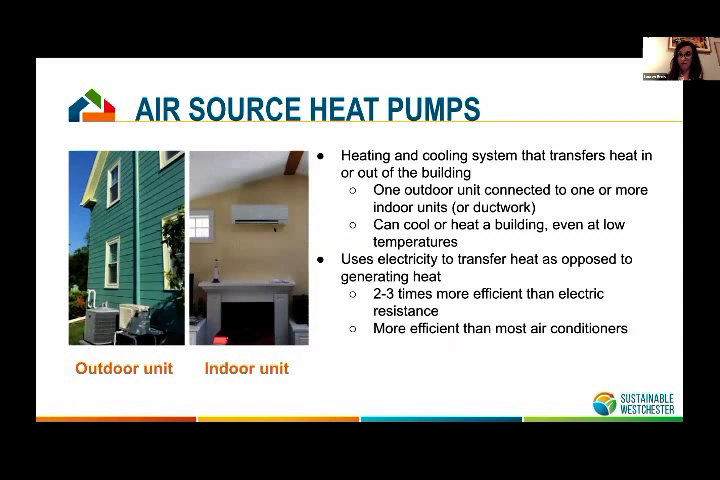 AIR SOURCE HEAT PUMPS
● Heating and cooling system that transfers heat in
or out of the building
○ One outdoor unit connected to one or more
indoor units (or ductwork)
○ Can cool or heat a building, even at low
temperatures
● Uses electricity to transfer heat as opposed to
generating heat
○ 2-3 times more efficient than electric
resistance
○ More efficient than most air conditioners
Outdoor unit
Indoor unit
SUSTAINABLE
WESTCHESTER